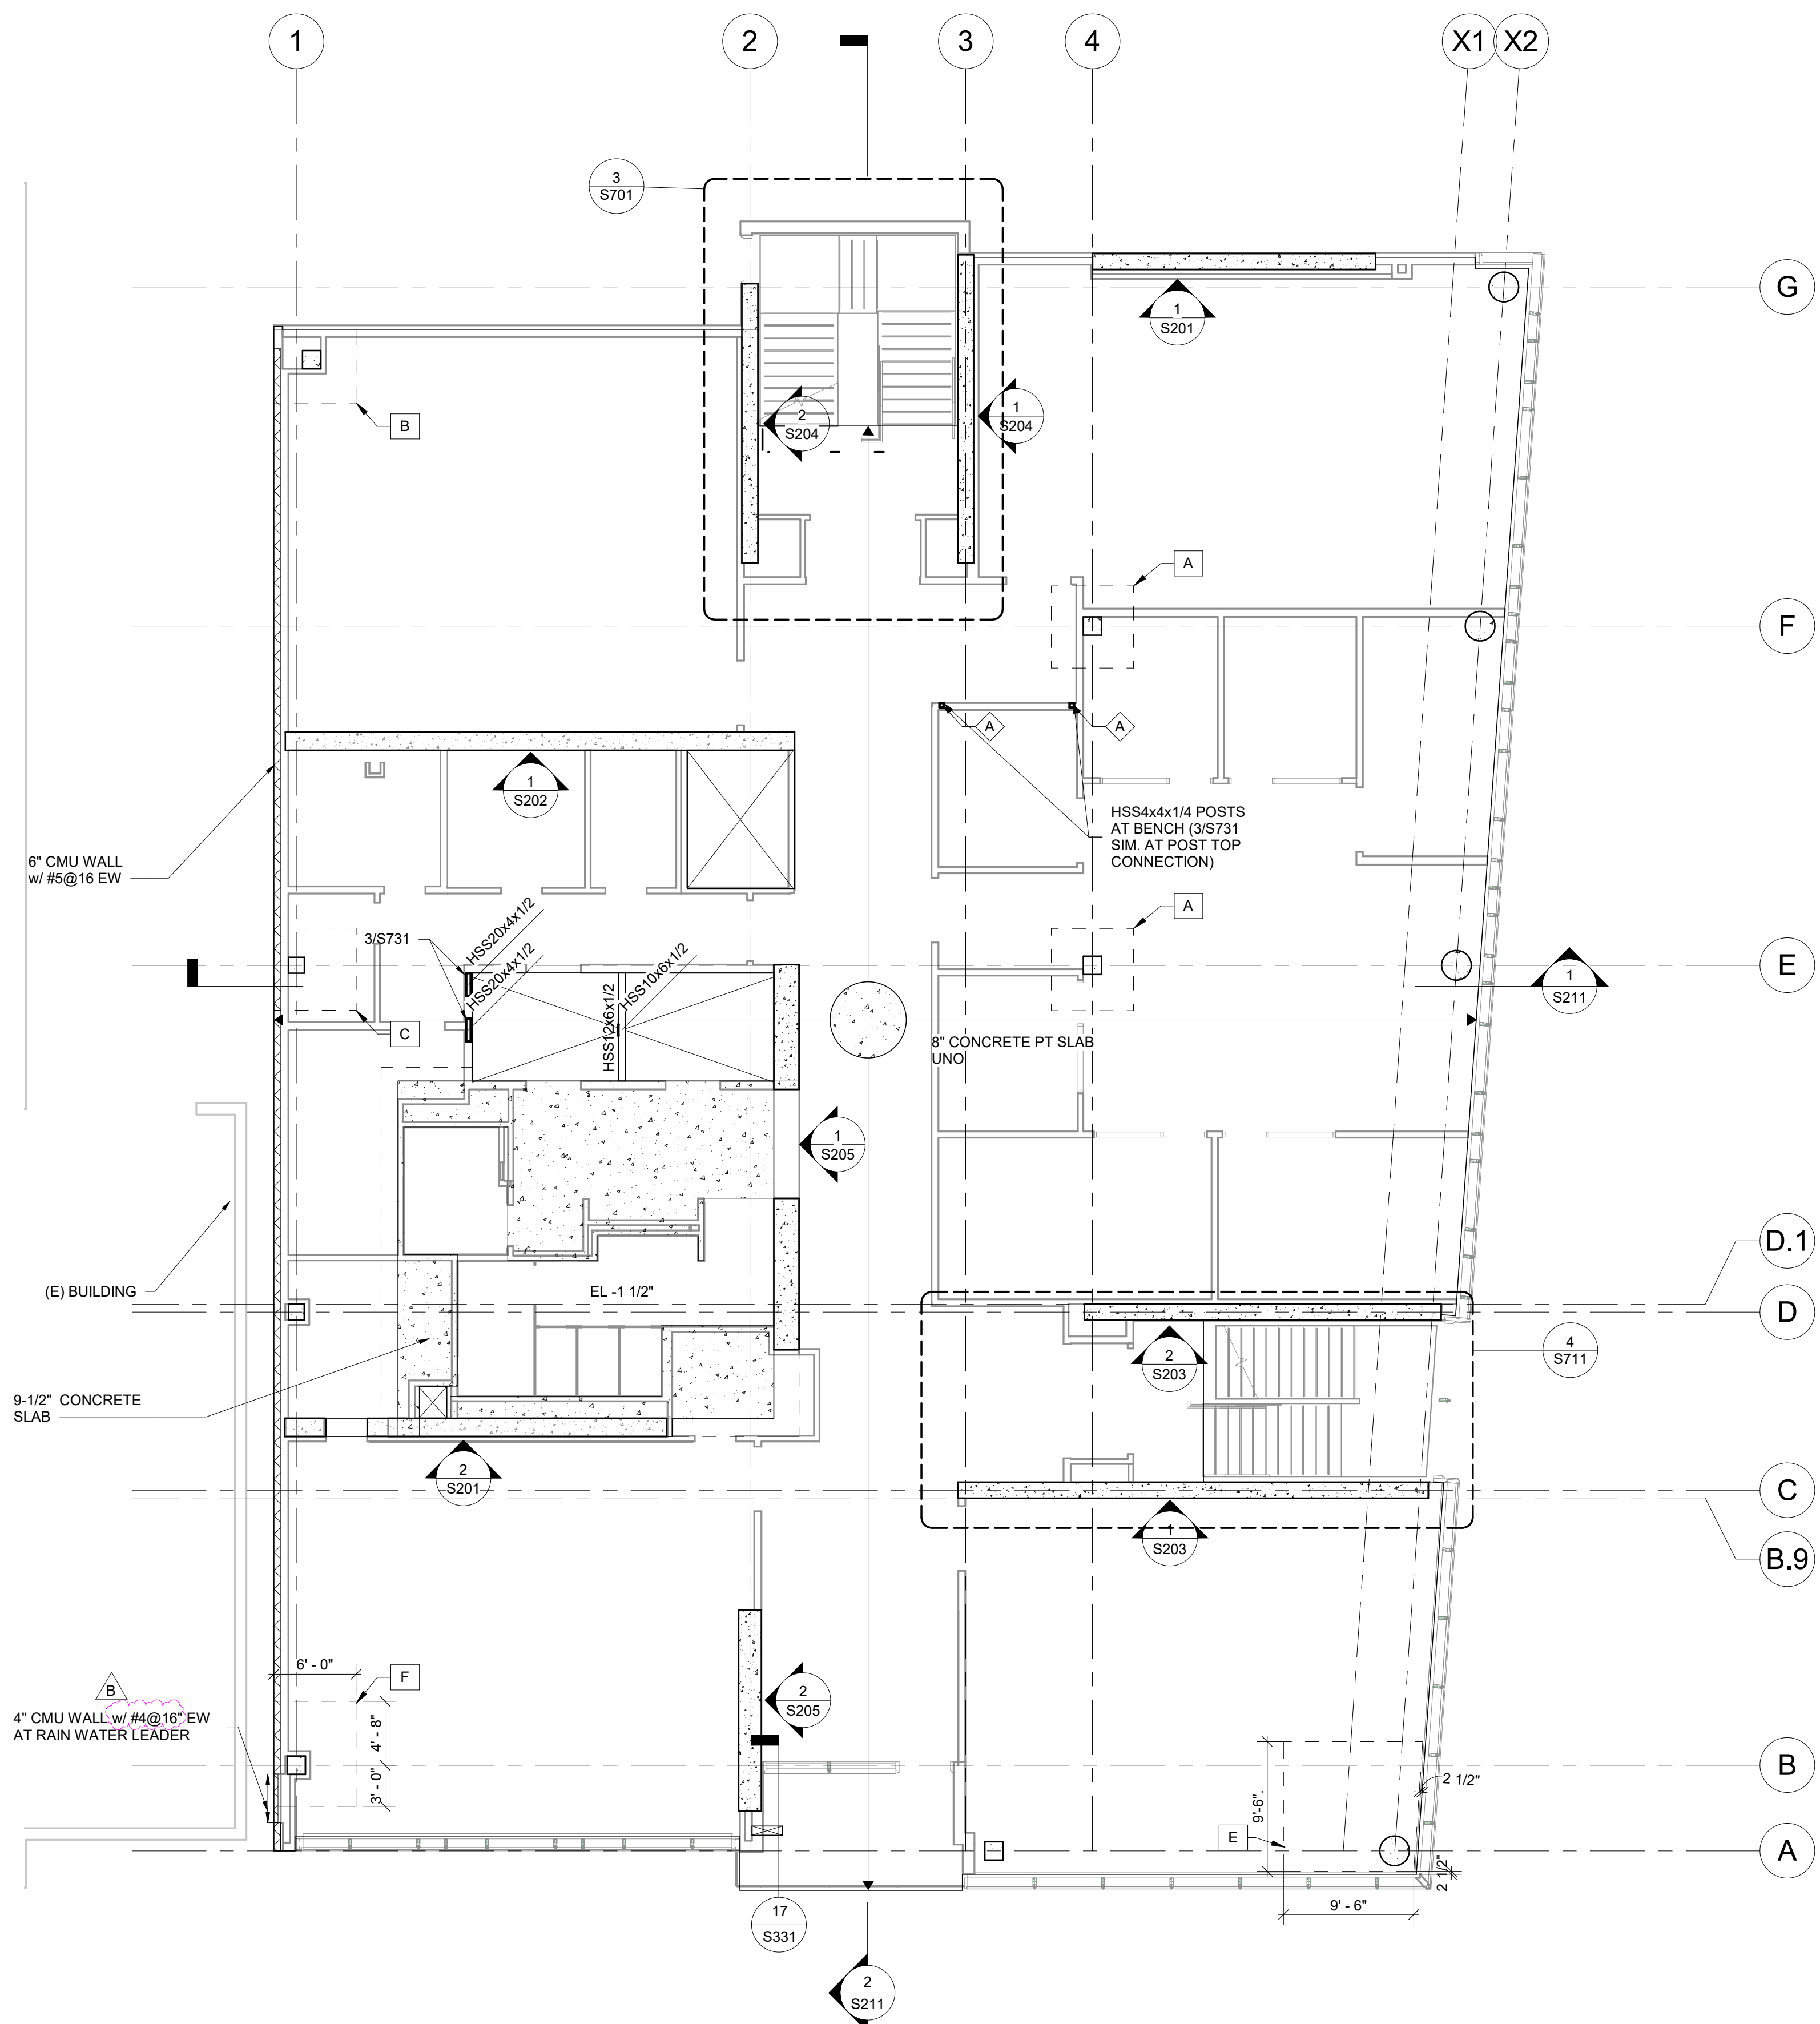 1
2
3
4
X1
X2
3
S701
G
1
S201
B
2
S204
1
S204
A
F
A
A
1
S202
HSS4x4x1/4 POSTS
AT BENCH (3/S731
SIM. AT POST TOP
CONNECTION)
6" CMU WALL
w/ #5@16 EW
A
3/S731
HSS20x4x1/2
HSS20x4x1/2
HSS12x6x1/2
HSS10x6x1/2
E
1
S211
C
8" CONCRETE PT SLAB
UNO
1
S205
D.1
(E) BUILDING
EL -1 1/2"
D
2
S203
4
S711
9-1/2"  CONCRETE
SLAB
2
S201
C
1
S203
B.9
6' - 0"
F
B
4" CMU WALL w/ #4@16" EW
AT RAIN WATER LEADER
4' - 8"
3' - 0"
2
S205
B
2 1/2"
9'-6".
E
A
2 1/2"
9' - 6"
17
S331
2
S211